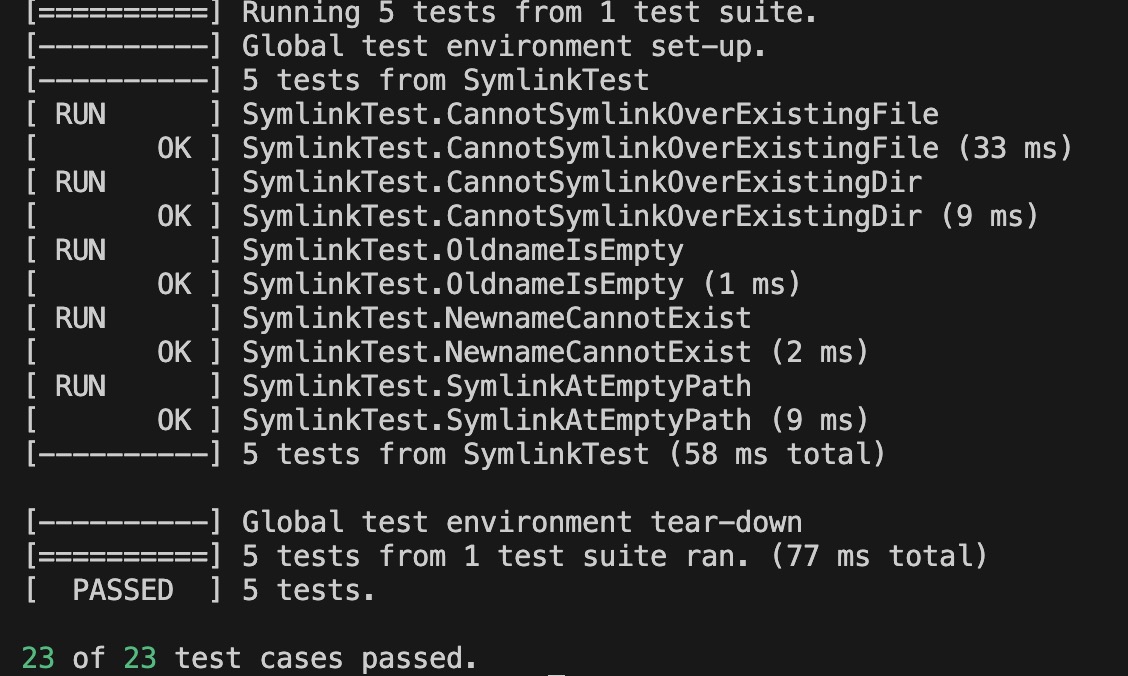 [==========] Running 5 tests from 1 test suite.
[----------] Global test environment set-up.
[----------] 5 tests from SymlinkTest
[ RUN      ] SymlinkTest.CannotSymlinkOverExistingFile
[       OK ] SymlinkTest.CannotSymlinkOverExistingFile (33 ms)
[ RUN      ] SymlinkTest.CannotSymlinkOverExistingDir
[       OK ] SymlinkTest.CannotSymlinkOverExistingDir (9 ms)
[ RUN      ] SymlinkTest.OldnameIsEmpty
[       OK ] SymlinkTest.OldnameIsEmpty (1 ms)
[ RUN      ] SymlinkTest.NewnameCannotExist
[       OK ] SymlinkTest.NewnameCannotExist (2 ms)
[ RUN      ] SymlinkTest.SymlinkAtEmptyPath
[       OK ] SymlinkTest.SymlinkAtEmptyPath (9 ms)
[----------] 5 tests from SymlinkTest (58 ms total)

[----------] Global test environment tear-down
[==========] 5 tests from 1 test suite ran. (77 ms total)
[  PASSED  ] 5 tests.

23 of 23 test cases passed.